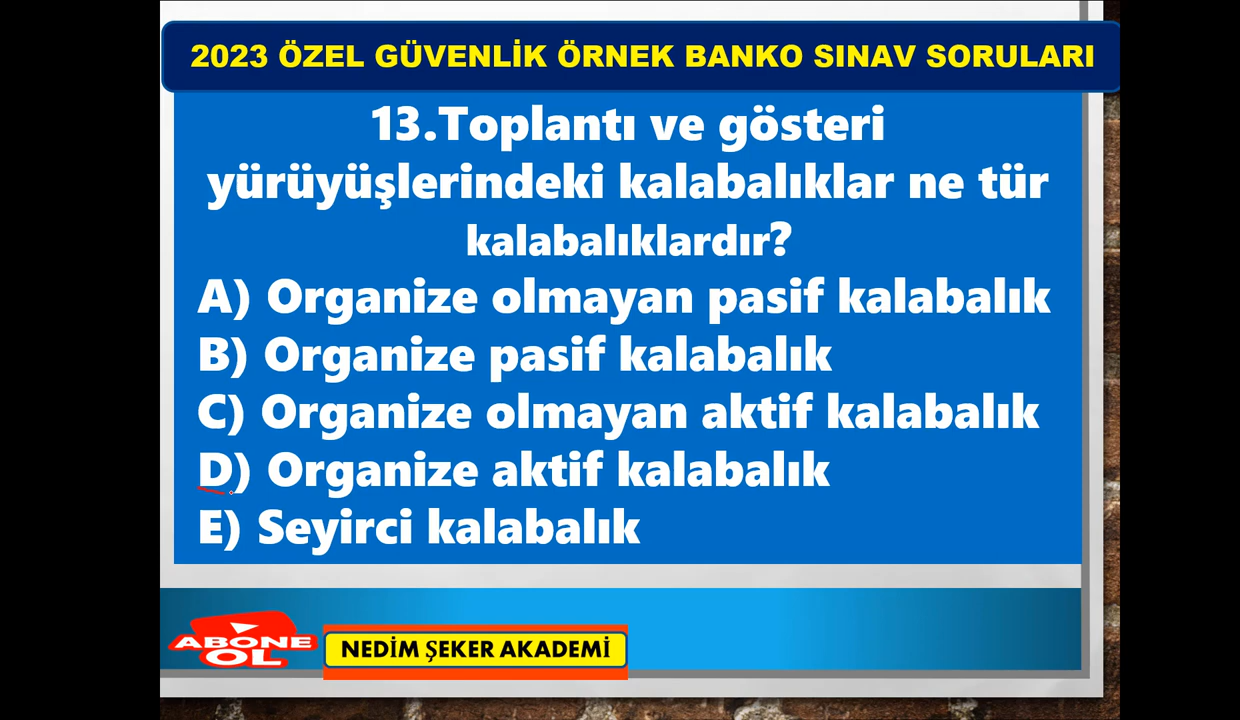 2023 ÖZEL GÜVENLİK ÖRNEK BANKO SINAV SORULARI
13.Toplantı ve gösteri
yürüyüşlerindeki kalabalıklar ne tür
kalabalıklardır?
A) Organize olmayan pasif kalabalık
B) Organize pasif kalabalık
C) Organize olmayan aktif kalabalık
D) Organize aktif kalabalık
E) Seyirci kalabalık
ABONE
OL
NEDİM ŞEKER AKADEMİ